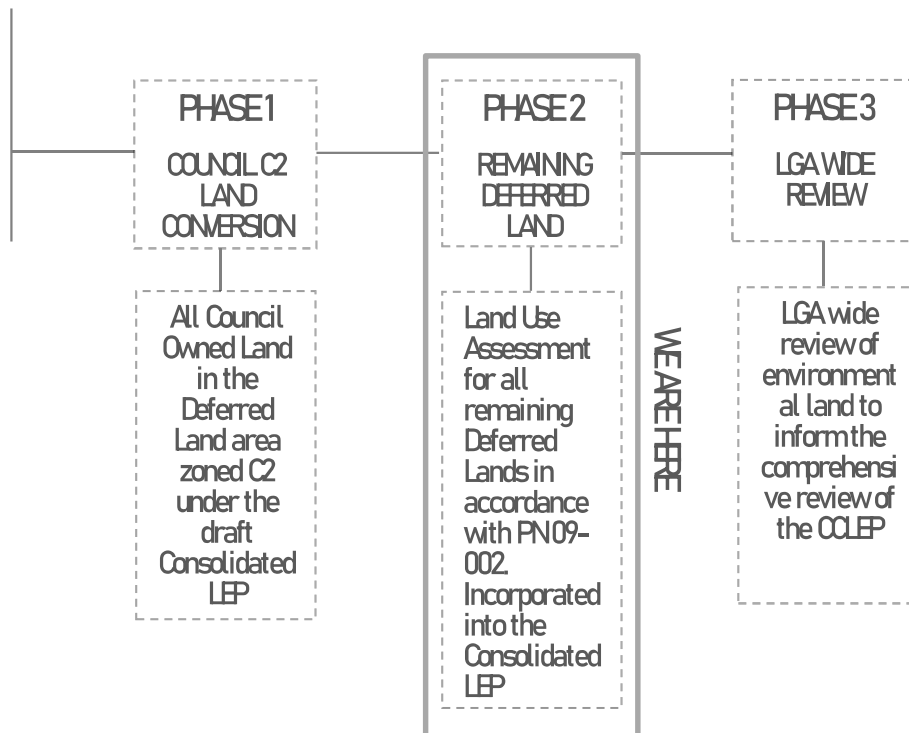 PHASE 1
COUNCIL C2
LAND
CONVERSION
All Council
Owned Land
in the
Deferred
Land area
zoned C2
under the
draft
Consolidated
LEP
PHASE 2
REMAINING
DEFERRED
LAND
Land Use
Assessment
for all
remaining
Deferred
Lands in
accordance
with PN 09-
002.
Incorporated
into the
Consolidated
LEP
WE ARE HERE
PHASE 3
LGA WIDE
REVIEW
LGA wide
review of
environment
al land to
inform the
comprehensi
ve review of
the CCLEP